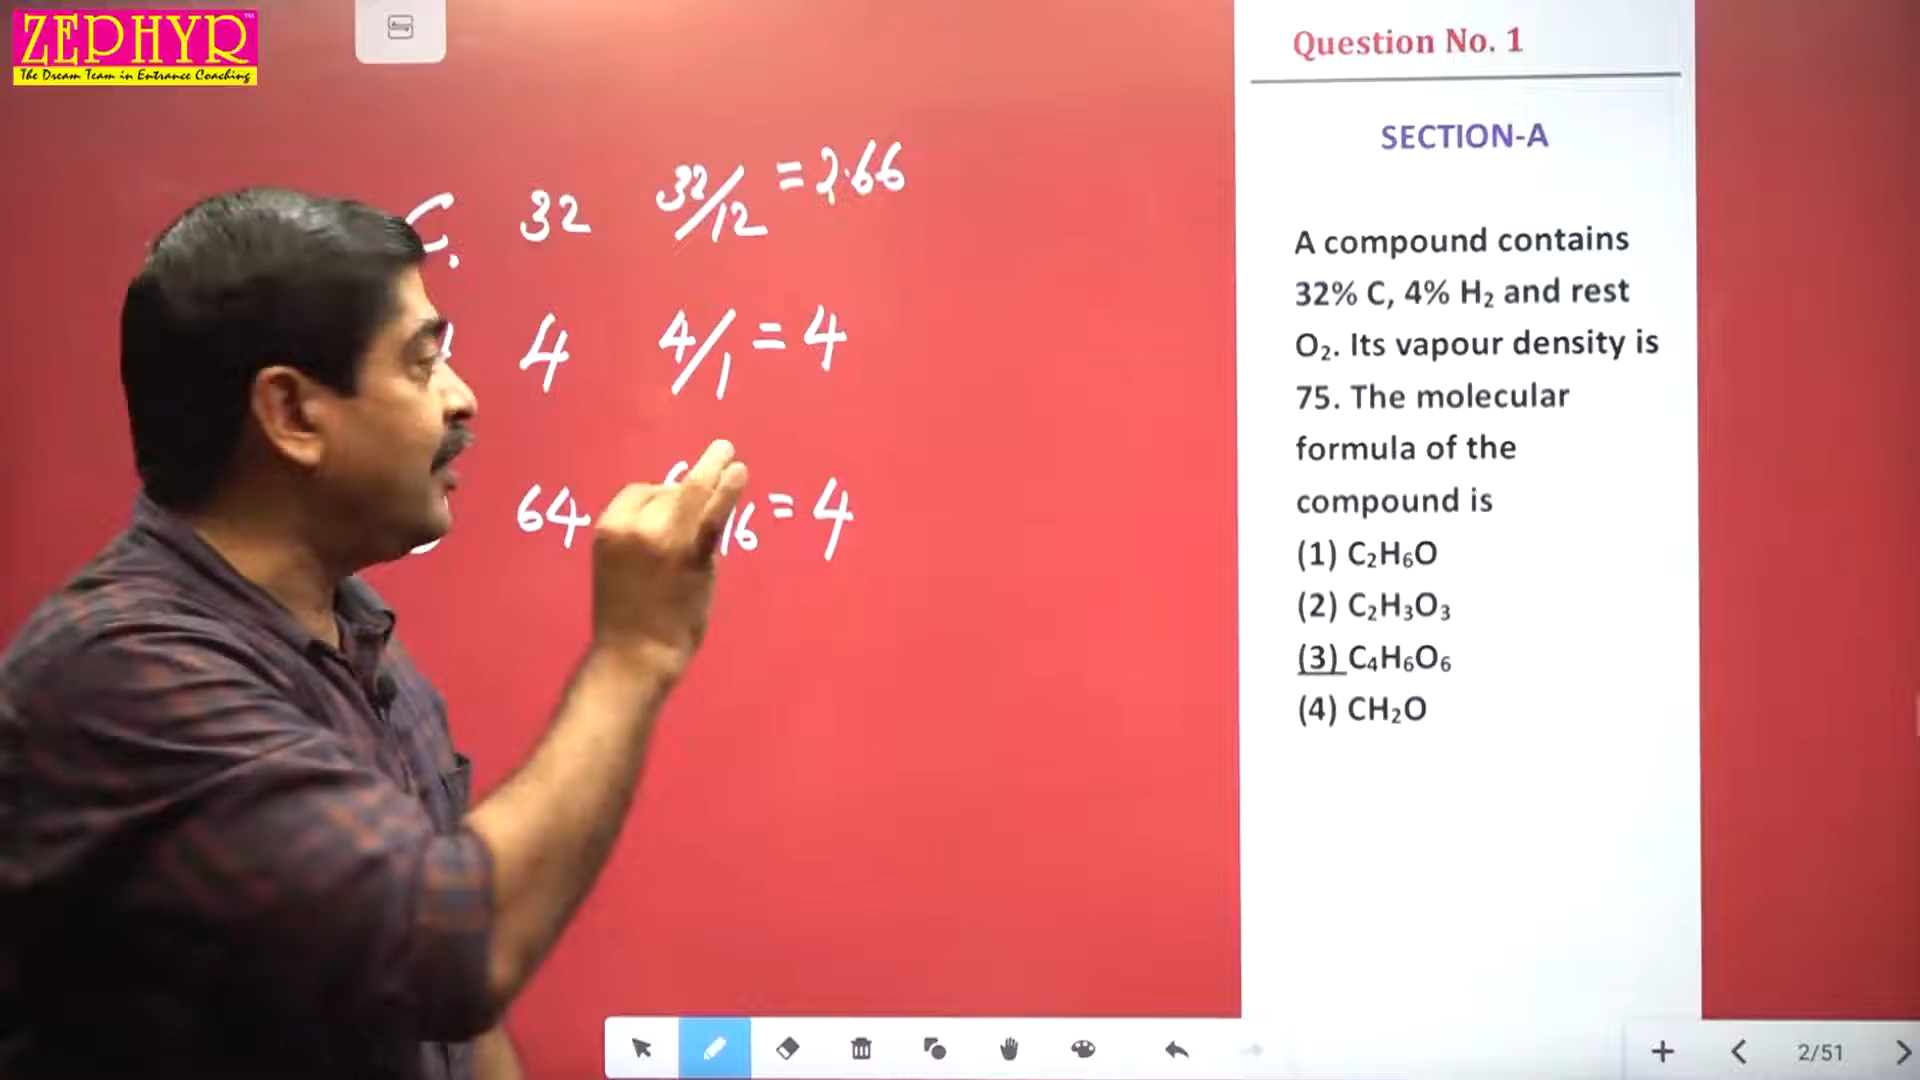 ZEPHYR™
The Dream Team in Entrance Coaching
C. 32 32/12 = 2.66
4 4/1 = 4
64 16 = 4
Question No. 1
SECTION-A
A compound contains
32% C, 4% H₂ and rest
O₂. Its vapour density is
75. The molecular
formula of the
compound is
(1) C₂H₆O
(2) C₂H₃O₃
(3) C₄H₆O₆
(4) CH₂O
2/51